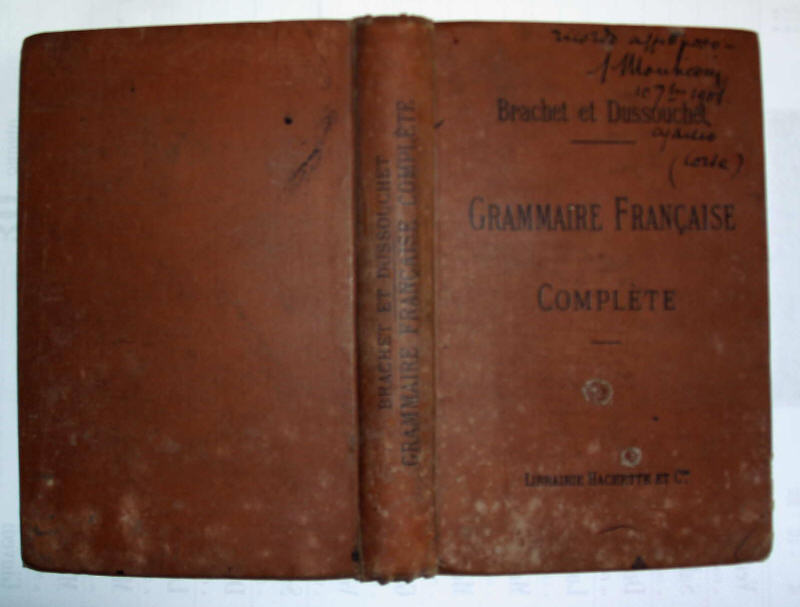 Brachet et Dussouchet
(Corse)
GRAMMAIRE FRANÇAISE
COMPLÈTE
LIBRAIRIE HACHETTE ET Cie
BRACHET ET DUSSOUCHET
GRAMMAIRE FRANÇAISE COMPLÈTE